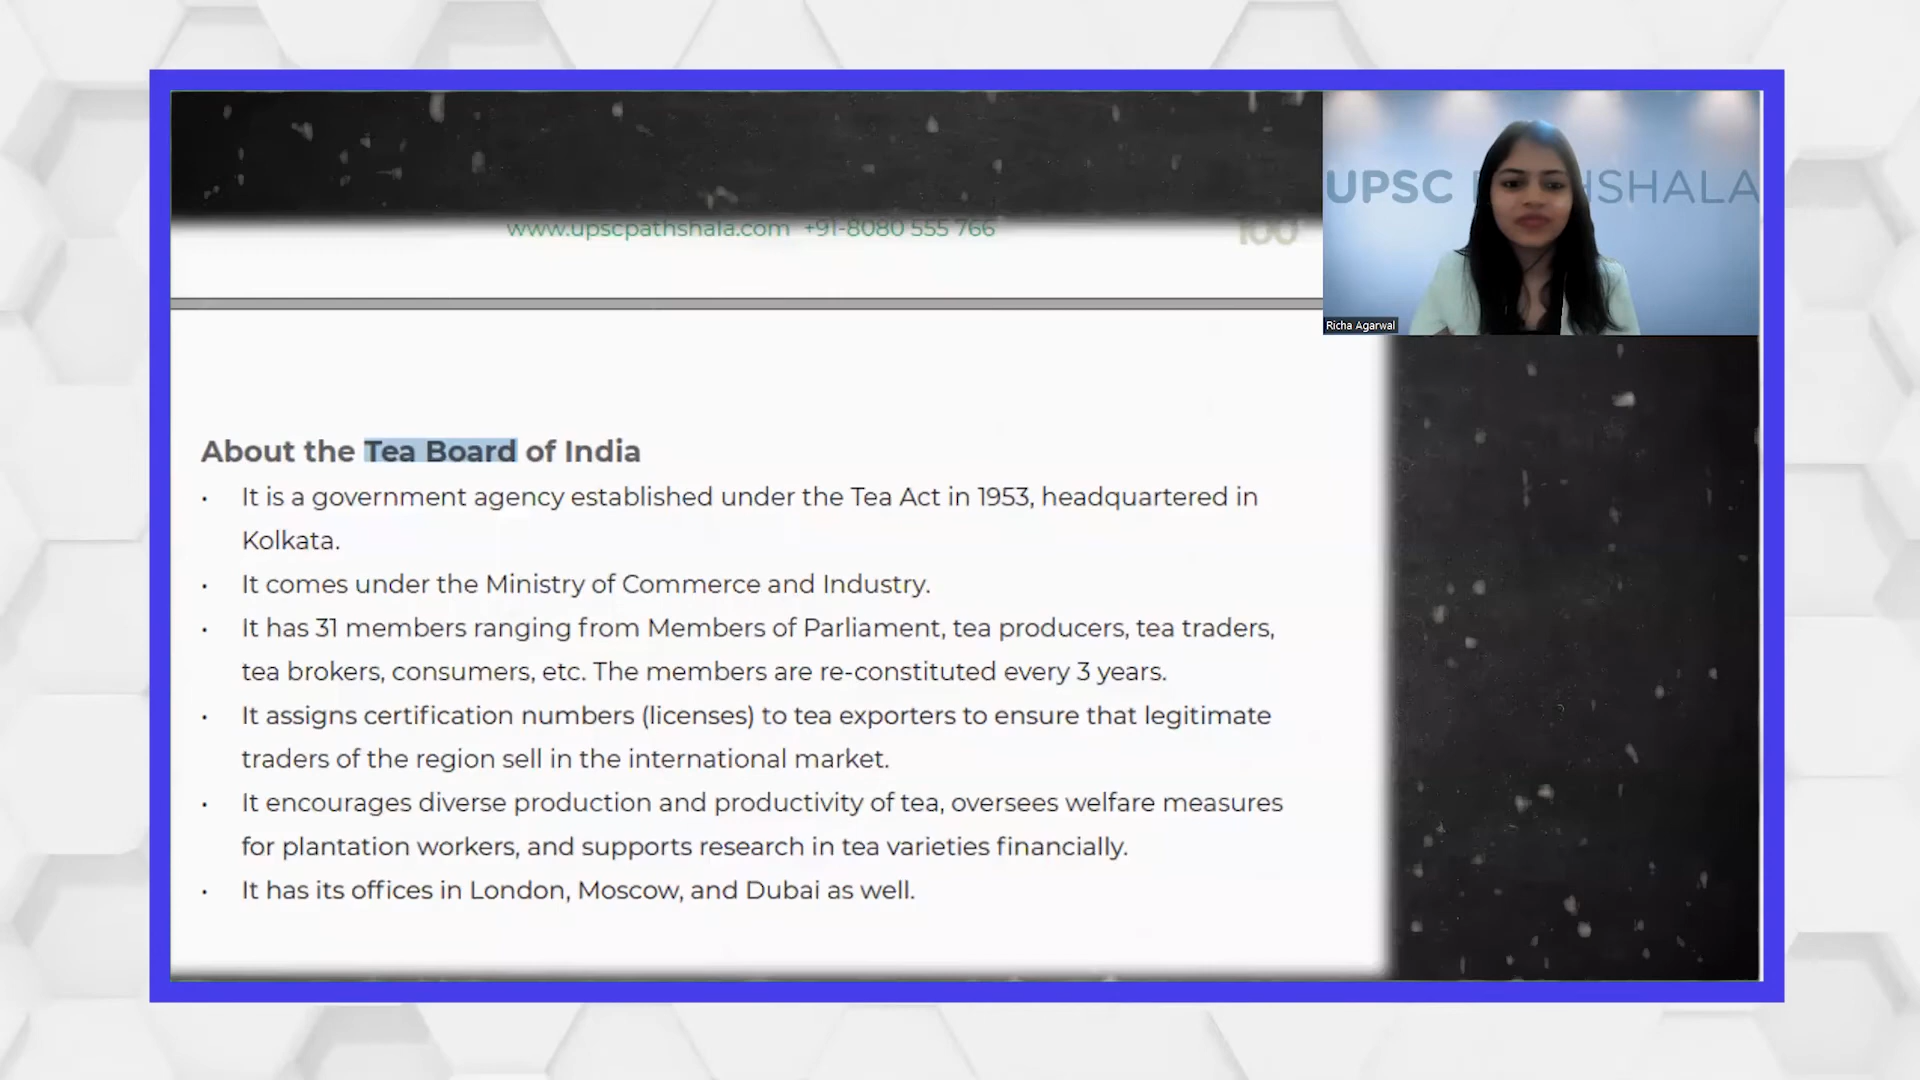 www.upscpathshala.com +91-8080 555 766
100
UPSC
HSHALA
Richa Agarwal
About the Tea Board of India
• It is a government agency established under the Tea Act in 1953, headquartered in
Kolkata.
• It comes under the Ministry of Commerce and Industry.
• It has 31 members ranging from Members of Parliament, tea producers, tea traders,
tea brokers, consumers, etc. The members are re-constituted every 3 years.
• It assigns certification numbers (licenses) to tea exporters to ensure that legitimate
traders of the region sell in the international market.
• It encourages diverse production and productivity of tea, oversees welfare measures
for plantation workers, and supports research in tea varieties financially.
• It has its offices in London, Moscow, and Dubai as well.